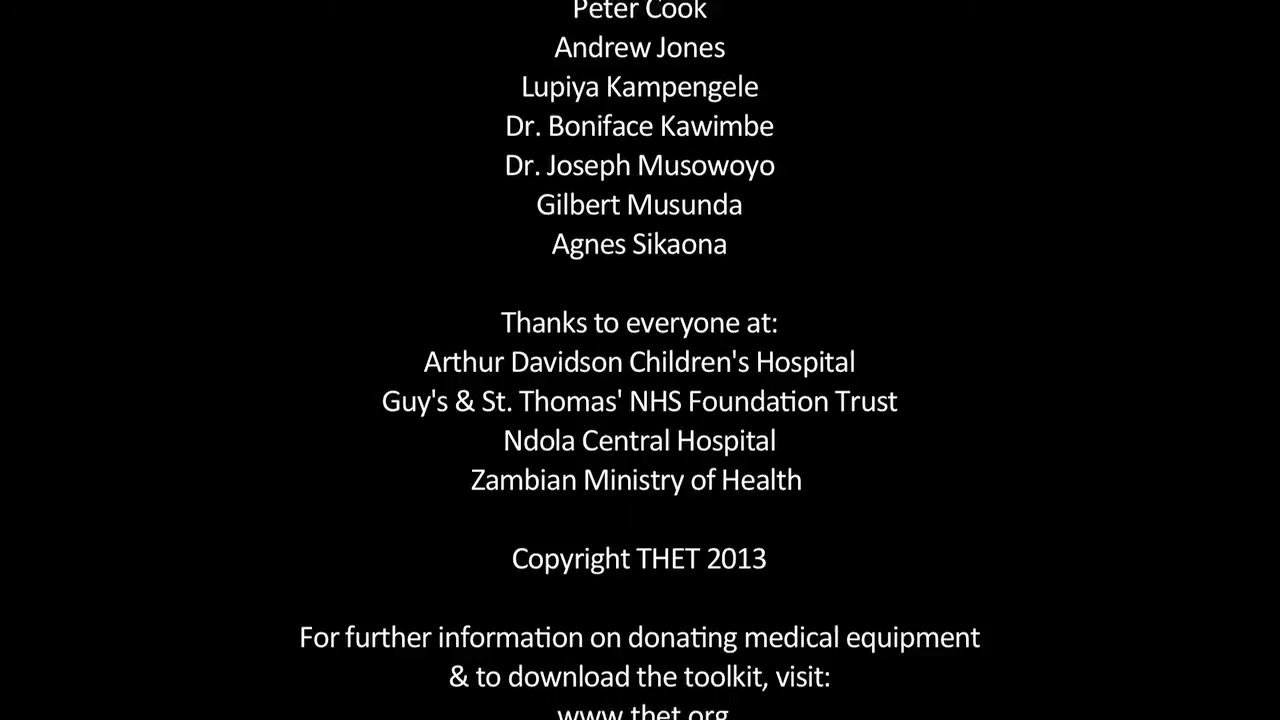 Peter Cook
Andrew Jones
Lupiya Kampengele
Dr. Boniface Kawimbe
Dr. Joseph Musowoyo
Gilbert Musunda
Agnes Sikaona
Thanks to everyone at:
Arthur Davidson Children's Hospital
Guy's & St. Thomas' NHS Foundation Trust
Ndola Central Hospital
Zambian Ministry of Health
Copyright THET 2013
For further information on donating medical equipment
& to download the toolkit, visit:
www.thet.org